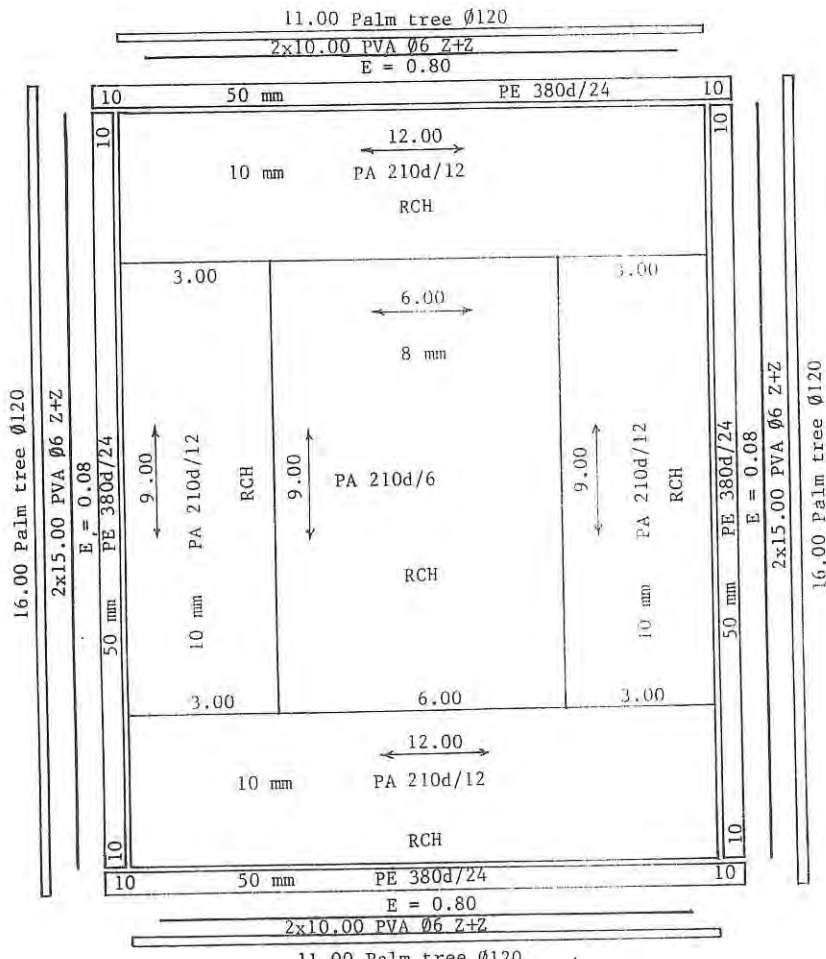 11.00 Palm tree Ø120
2x10.00 PVA Ø6 Z+Z
E = 0.80
10 50 mm PE 380d/24 10
10 10
12.00
10 mm PA 210d/12
RCH
3.00 3.00
6.00
8 mm
16.00 Palm tree Ø120
2x15.00 PVA Ø6 Z+Z
E = 0.08
50 mm PE 380d/24
9.00
10 mm PA 210d/12
RCH
9.00
PA 210d/6
RCH
9.00
10 mm PA 210d/12
RCH
50 mm PE 380d/24
E = 0.08
2x15.00 PVA Ø6 Z+Z
16.00 Palm tree Ø120
3.00 6.00 3.00
12.00
10 mm PA 210d/12
RCH
10 10
10 50 mm PE 380d/24 10
E = 0.80
2x10.00 PVA Ø6 Z+Z
11.00 Palm tree Ø120